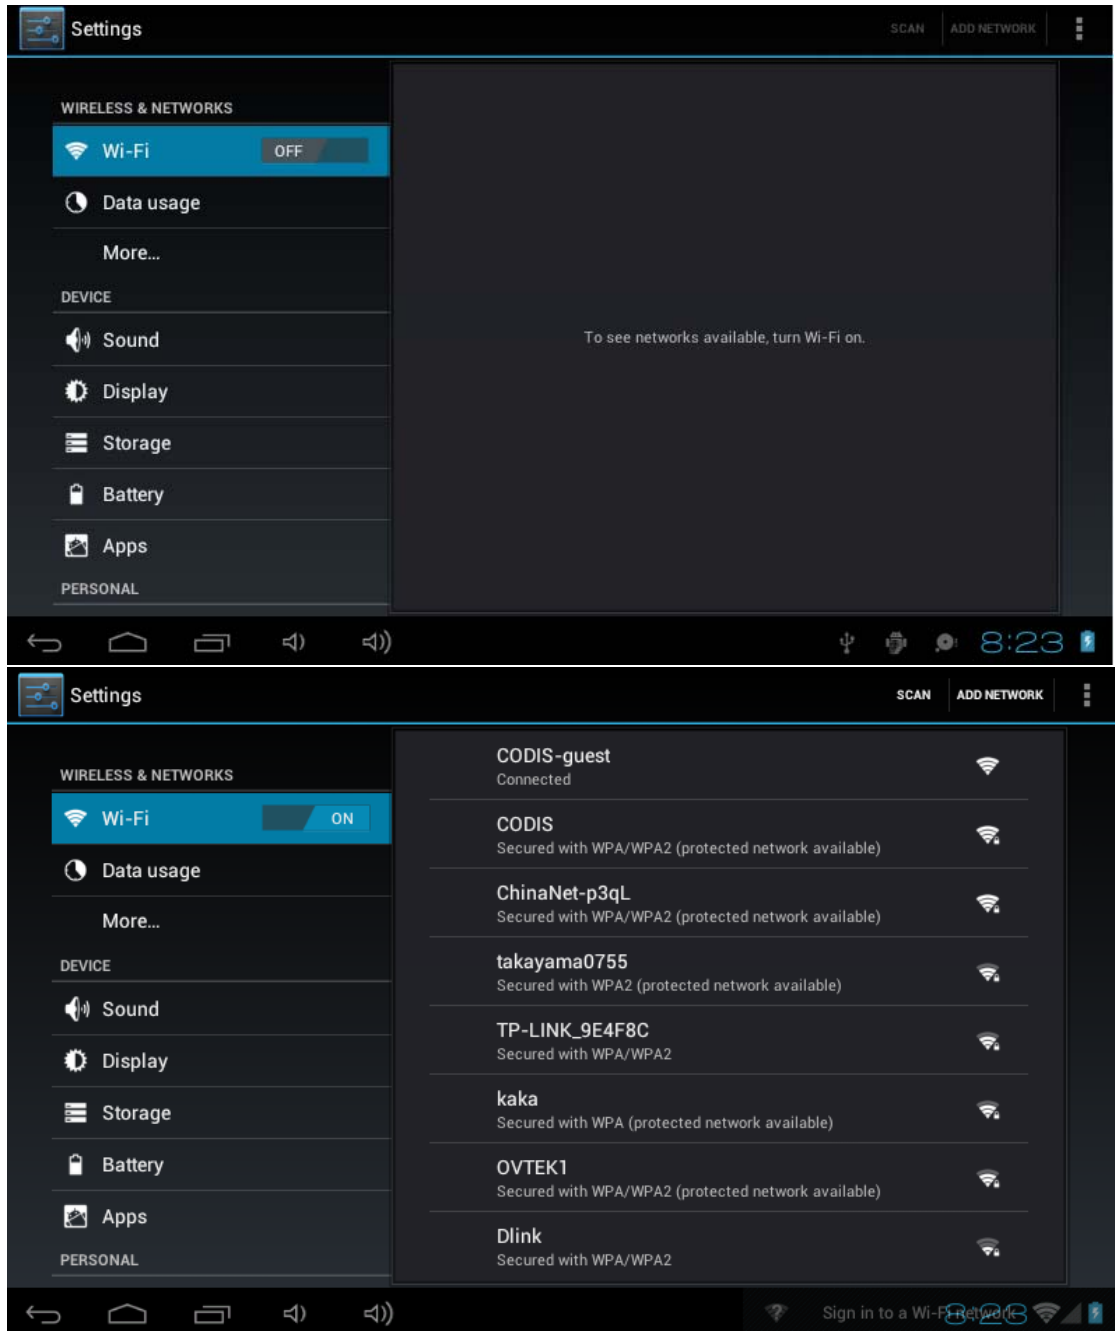 Settings
SCAN
ADD NETWORK
WIRELESS & NETWORKS
Wi-Fi
OFF
Data usage
More...
DEVICE
Sound
Display
Storage
Battery
Apps
PERSONAL
To see networks available, turn Wi-Fi on.
8:23
Settings
SCAN
ADD NETWORK
WIRELESS & NETWORKS
Wi-Fi
ON
Data usage
More...
DEVICE
Sound
Display
Storage
Battery
Apps
PERSONAL
CODIS-guest
Connected
CODIS
Secured with WPA/WPA2 (protected network available)
ChinaNet-p3qL
Secured with WPA/WPA2 (protected network available)
takayama0755
Secured with WPA2 (protected network available)
TP-LINK_9E4F8C
Secured with WPA/WPA2
kaka
Secured with WPA (protected network available)
OVTEK1
Secured with WPA/WPA2 (protected network available)
Dlink
Secured with WPA/WPA2
Sign in to a Wi-Fi network
8:23